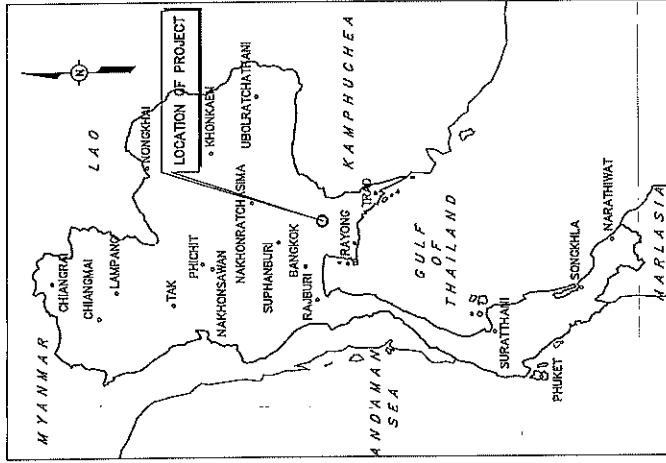 MYANMAR
LAO
N
CHIANGRAI
CHIANGMAI
LAMPANG
NONGKHAI
LOCATION OF PROJECT
TAK
PHICHIT
KHONKAEN
NAKHONSAWAN
NAKHONRATCHASIMA
UBOLRATCHATHANI
SUPHANBURI
BANGKOK
RAJBURI
KAMPHUCHEA
RAYONG
TRAD
ANDAMAN
SEA
GULF
OF
THAILAND
SURATTHANI
PHUKET
SONGKHLA
NARATHIWAT
MARLASIA